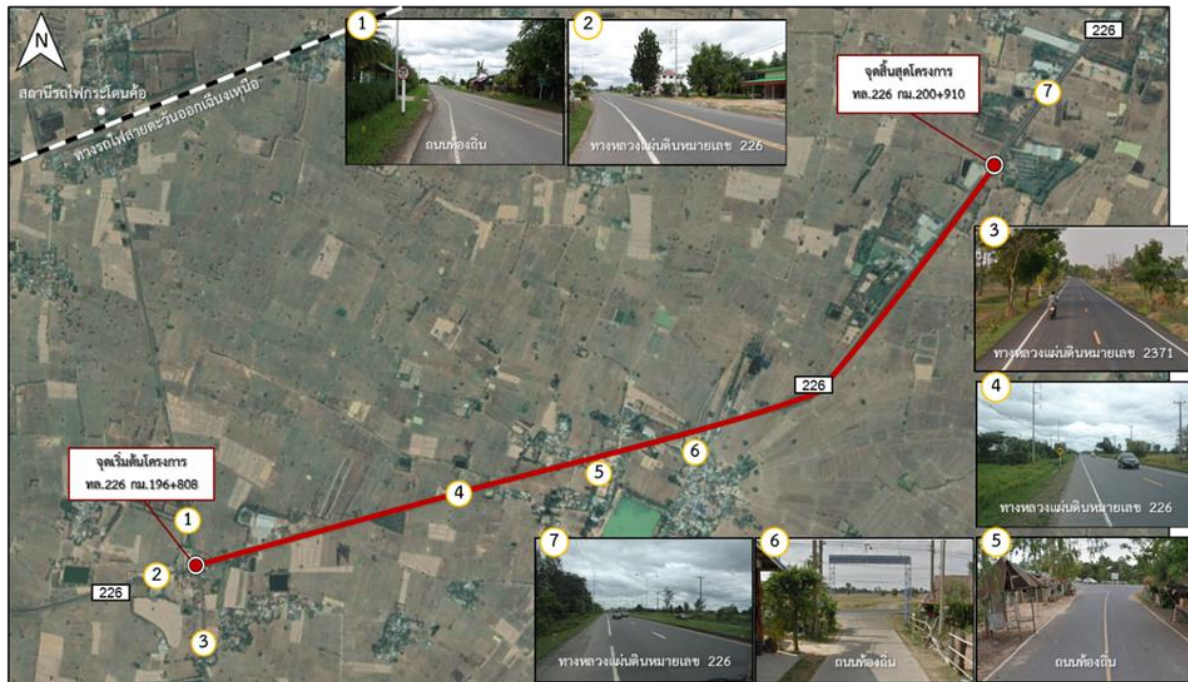 N
สถานีรถไฟกระโดนค้อ
ทางรถไฟสายตะวันออกเฉียงเหนือ
1
ถนนท้องถิ่น
2
ทางหลวงแผ่นดินหมายเลข 226
226
จุดสิ้นสุดโครงการ
ทล.226 กม.200+910
7
3
ทางหลวงแผ่นดินหมายเลข 2371
4
ทางหลวงแผ่นดินหมายเลข 226
226
6
5
4
จุดเริ่มต้นโครงการ
ทล.226 กม.196+808
1
2
226
3
7
ทางหลวงแผ่นดินหมายเลข 226
6
ถนนท้องถิ่น
5
ถนนท้องถิ่น